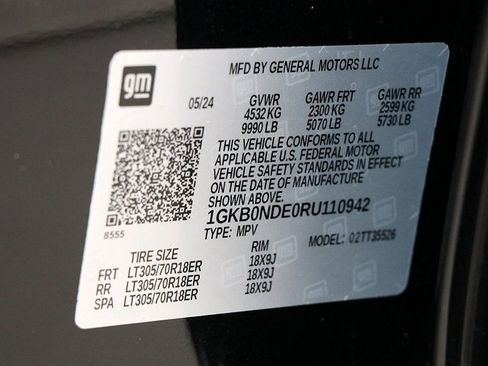 gm
MFD BY GENERAL MOTORS LLC
05/24 GVWR GAWR FRT GAWR RR
4532 KG 2300 KG 2599 KG
9990 LB 5070 LB 5730 LB
THIS VEHICLE CONFORMS TO ALL
APPLICABLE U.S. FEDERAL MOTOR
VEHICLE SAFETY STANDARDS IN EFFECT
ON THE DATE OF MANUFACTURE
SHOWN ABOVE.
1GKB0NDE0RU110942
8555 TYPE: MPV MODEL: 02TT35526
TIRE SIZE RIM
FRT LT305/70R18ER 18X9J
RR LT305/70R18ER 18X9J
SPA LT305/70R18ER 18X9J